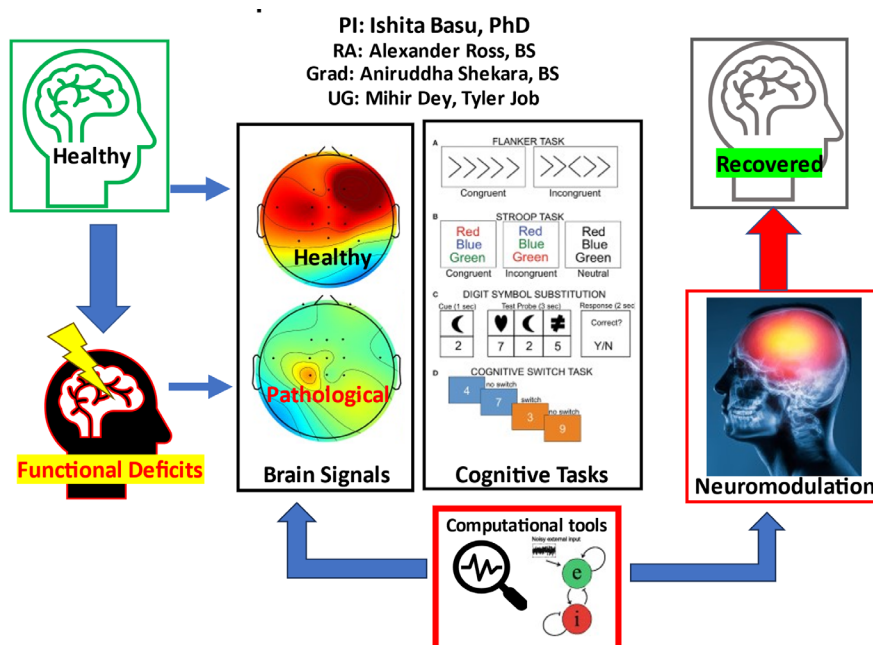 PI: Ishita Basu, PhD
RA: Alexander Ross, BS
Grad: Aniruddha Shekara, BS
UG: Mihir Dey, Tyler Job
Healthy
Functional Deficits
Healthy
Pathological
Brain Signals
A
FLANKER TASK
Congruent
Incongruent
B
STROOP TASK
Red Red Red
Blue Blue Blue
Green Green Green
Congruent Incongruent Neutral
C
DIGIT SYMBOL SUBSTITUTION
Cue (1 sec) Test Probe (3 sec) Response (2 sec
Correct?
2 7 2 5 Y/N
D
COGNITIVE SWITCH TASK
4
no switch
7
switch
3
no switch
9
Cognitive Tasks
Recovered
Neuromodulation
Computational tools
Noisy external input
e
i